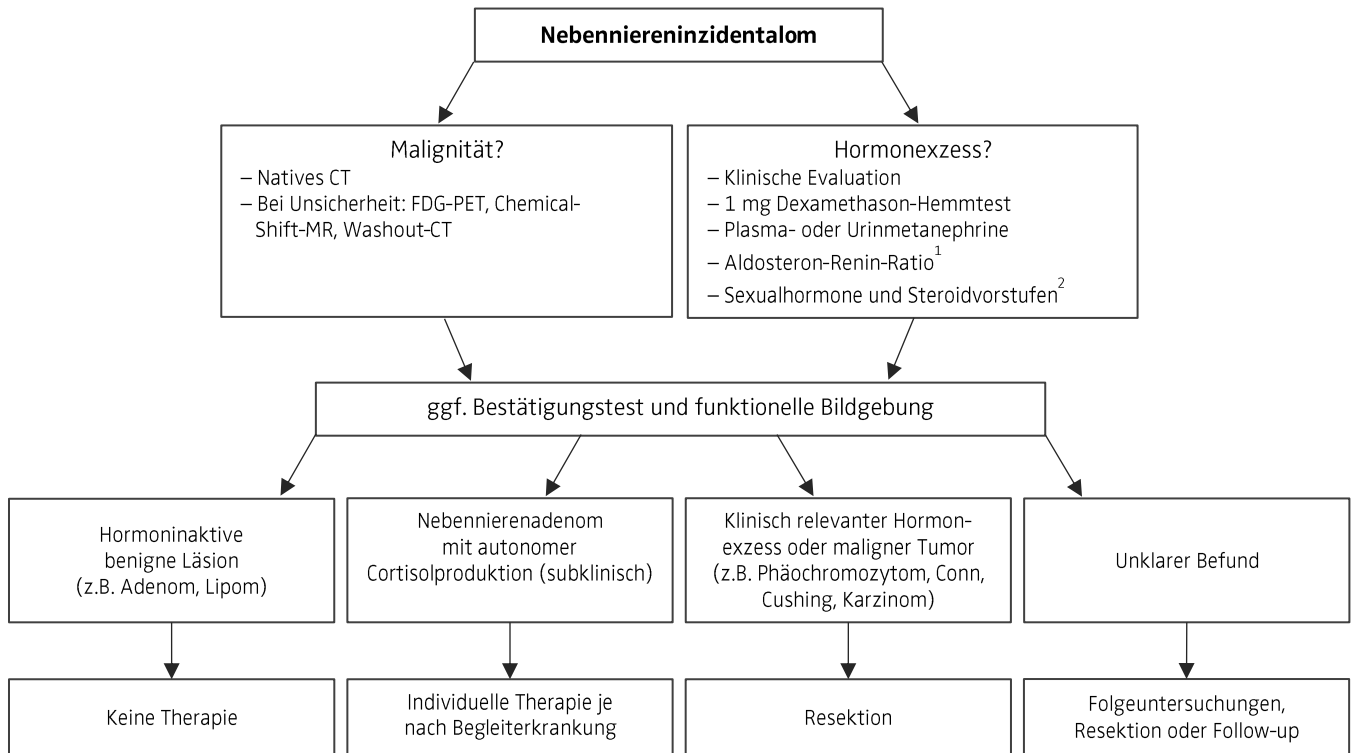 Nebenniereninzidentalom
Malignität?
– Natives CT
– Bei Unsicherheit: FDG-PET, Chemical-
Shift-MR, Washout-CT
Hormonexzess?
– Klinische Evaluation
– 1 mg Dexamethason-Hemmtest
– Plasma- oder Urinmetanephrine
– Aldosteron-Renin-Ratio¹
– Sexualhormone und Steroidvorstufen²
ggf. Bestätigungstest und funktionelle Bildgebung
Hormoninaktive
benigne Läsion
(z.B. Adenom, Lipom)
Nebennierenadenom
mit autonomer
Cortisolproduktion (subklinisch)
Klinisch relevanter Hormon-
exzess oder maligner Tumor
(z.B. Phäochromozytom, Conn,
Cushing, Karzinom)
Unklarer Befund
Keine Therapie
Individuelle Therapie je
nach Begleiterkrankung
Resektion
Folgeuntersuchungen,
Resektion oder Follow-up